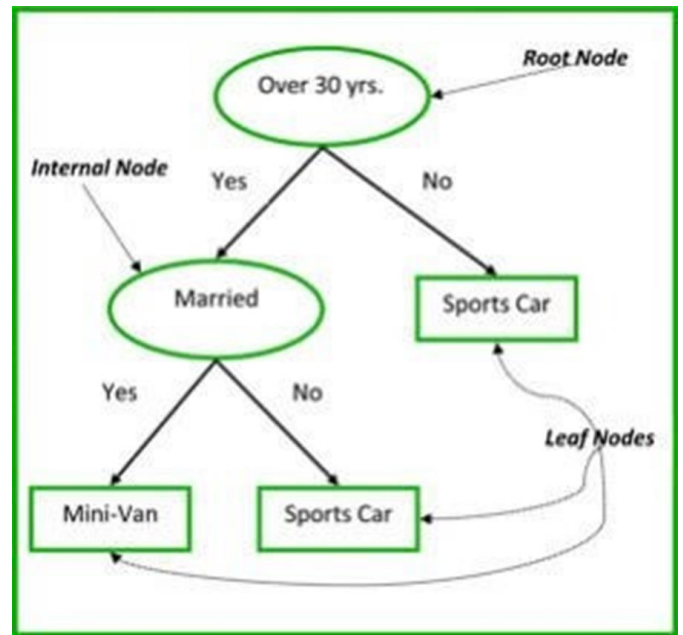 Root Node
Over 30 yrs.
Internal Node
Yes
No
Married
Sports Car
Yes
No
Leaf Nodes
Mini-Van
Sports Car